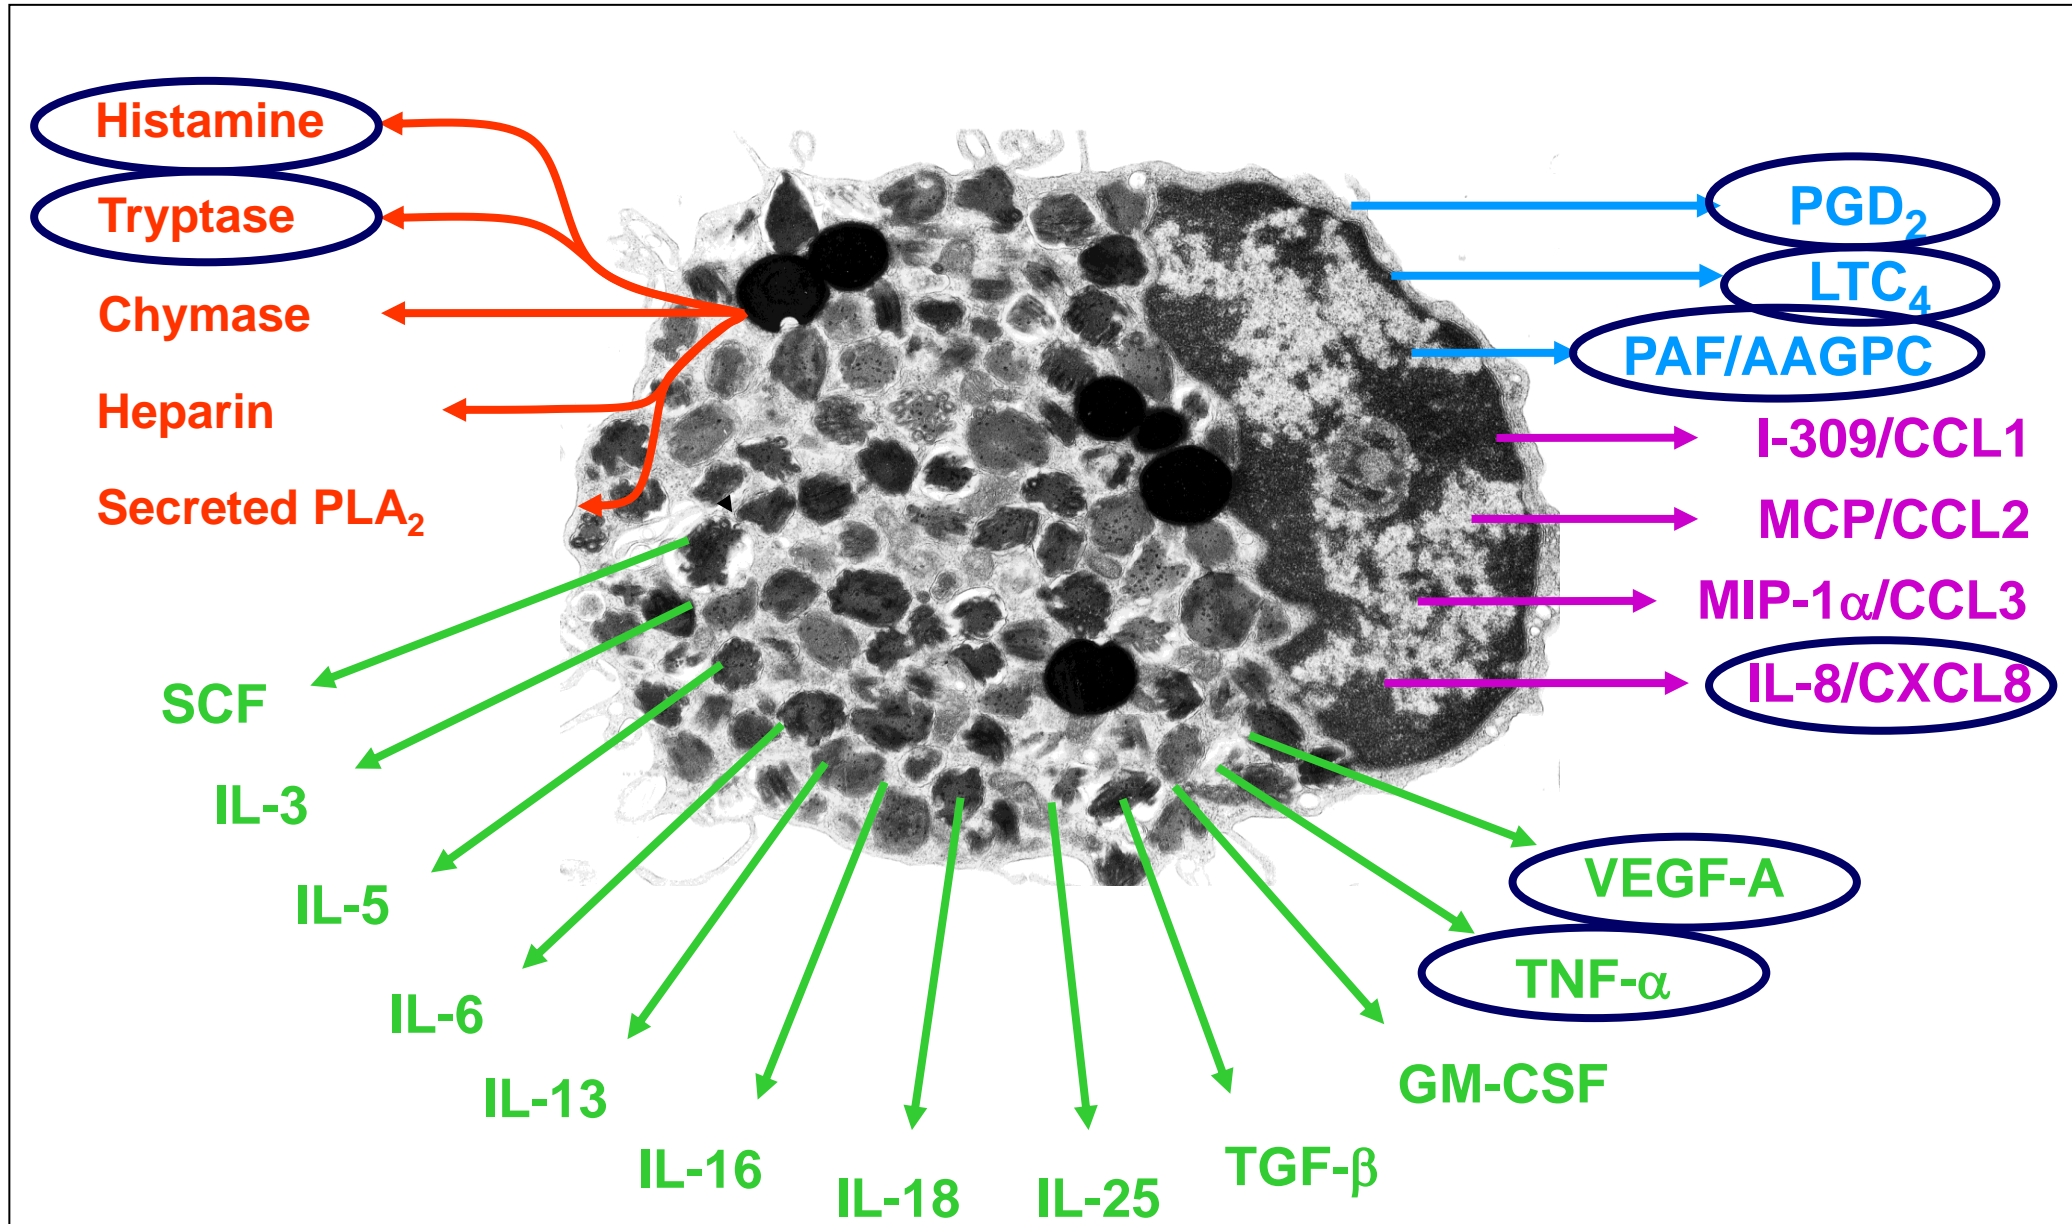 Histamine
Tryptase
Chymase
Heparin
Secreted PLA₂
PGD₂
LTC₄
PAF/AAGPC
I-309/CCL1
MCP/CCL2
MIP-1α/CCL3
IL-8/CXCL8
SCF
IL-3
IL-5
IL-6
IL-13
IL-16
IL-18
IL-25
TGF-β
GM-CSF
TNF-α
VEGF-A